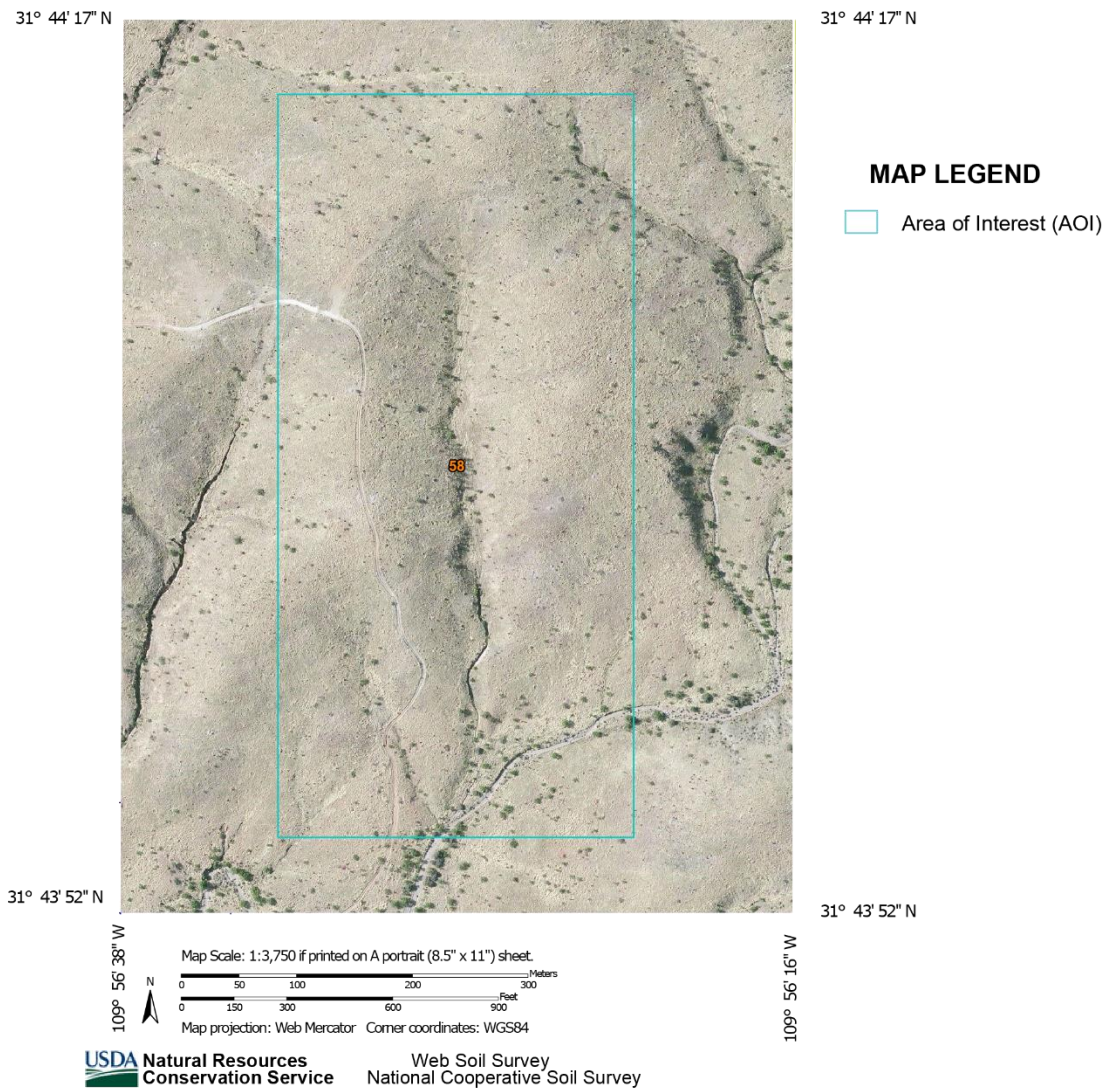 31° 44' 17" N
31° 44' 17" N
MAP LEGEND
Area of Interest (AOI)
58
31° 43' 52" N
31° 43' 52" N
109° 56' 38" W
109° 56' 16" W
Map Scale: 1:3,750 if printed on A portrait (8.5" x 11") sheet.
N
Meters
0 50 100 200 300
Feet
0 150 300 600 900
Map projection: Web Mercator Corner coordinates: WGS84
USDA Natural Resources
Conservation Service
Web Soil Survey
National Cooperative Soil Survey